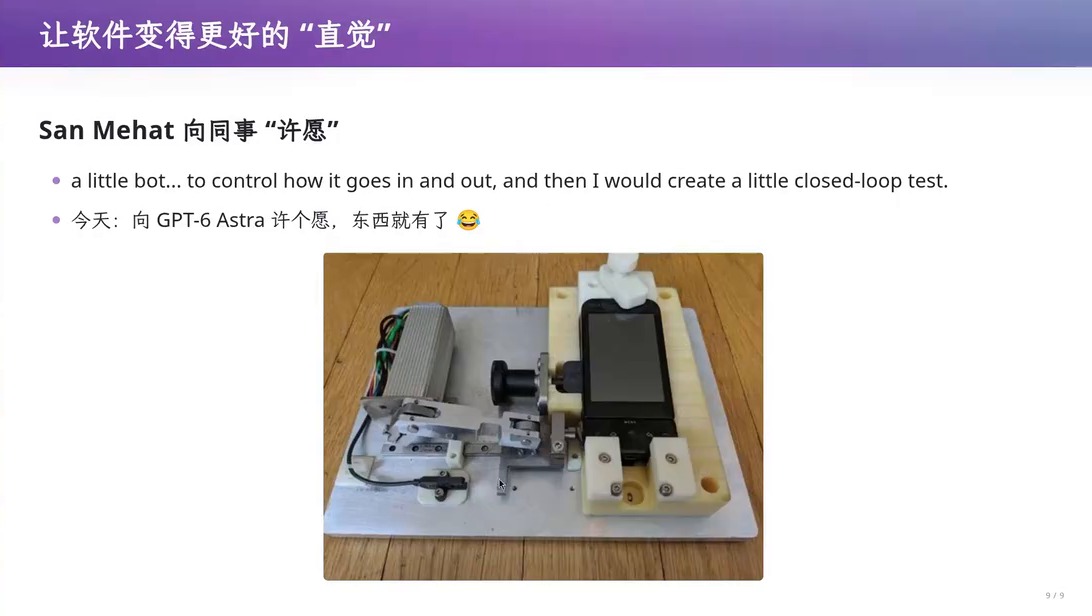 让软件变得更好的 “直觉”
San Mehat 向同事 “许愿”
a little bot... to control how it goes in and out, and then I would create a little closed-loop test.
今天：向 GPT-6 Astra 许个愿，东西就有了 😂
9 / 9